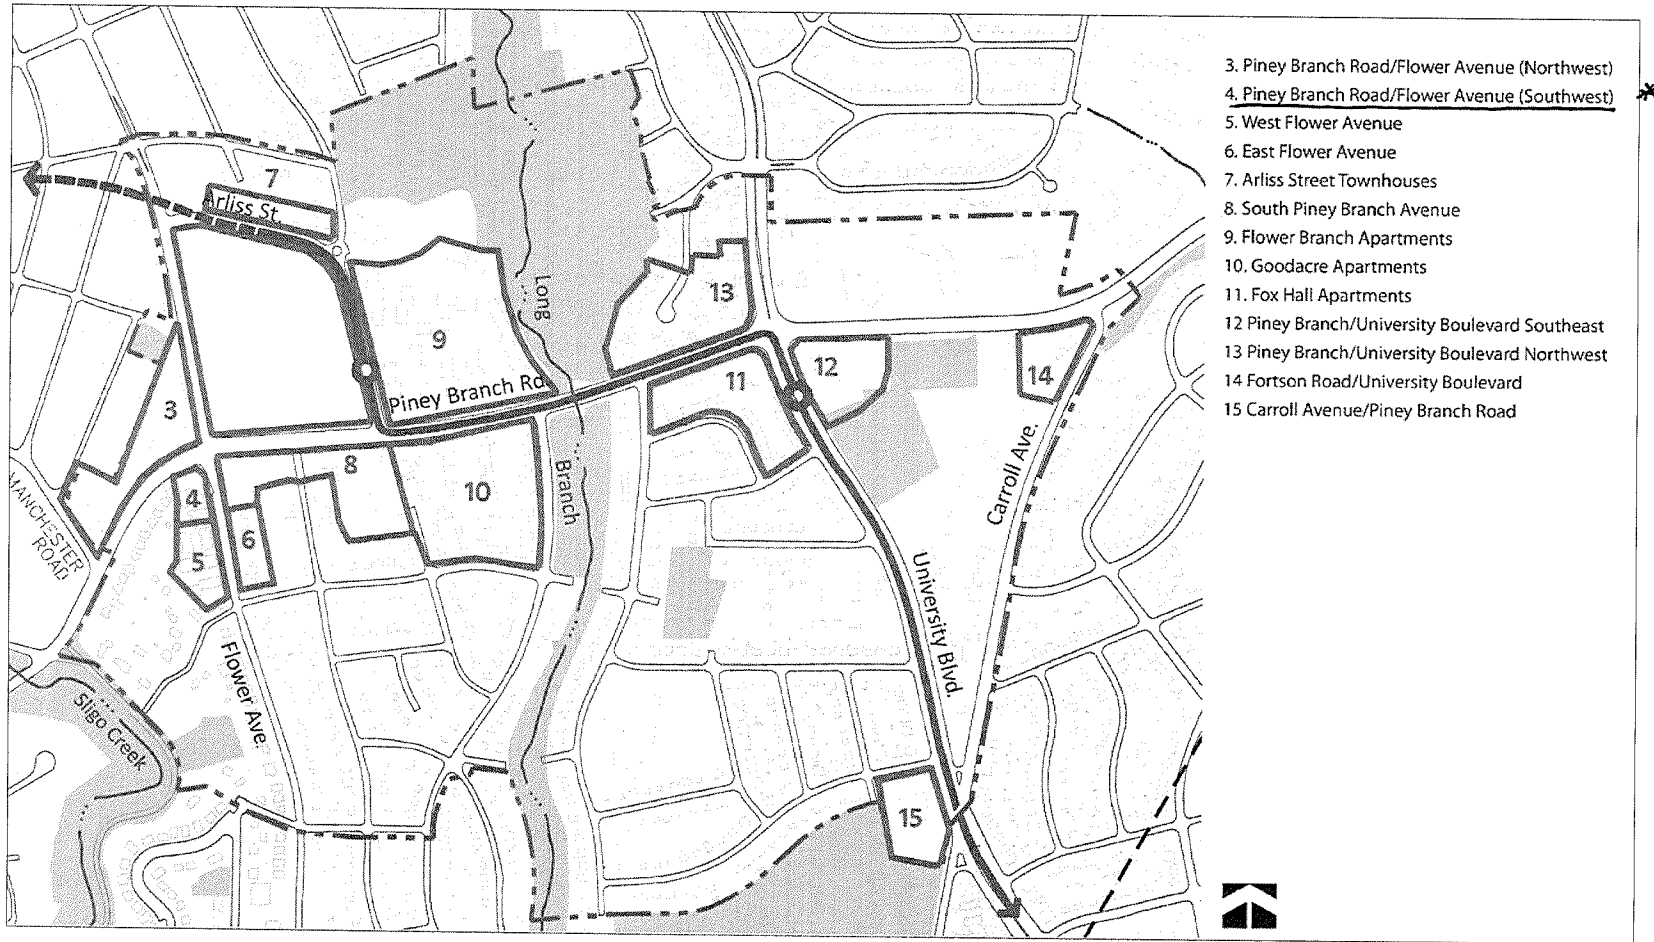 3. Piney Branch Road/Flower Avenue (Northwest)
4. Piney Branch Road/Flower Avenue (Southwest) *
5. West Flower Avenue
6. East Flower Avenue
7. Arliss Street Townhouses
8. South Piney Branch Avenue
9. Flower Branch Apartments
10. Goodacre Apartments
11. Fox Hall Apartments
12 Piney Branch/University Boulevard Southeast
13 Piney Branch/University Boulevard Northwest
14 Fortson Road/University Boulevard
15 Carroll Avenue/Piney Branch Road
7
Arliss St.
Long
13
9
12
11
14
Piney Branch Rd.
3
8
10
Branch
Carroll Ave.
4
MANCHESTER
ROAD
5
6
University Blvd.
Flower Ave.
Sligo Creek
15